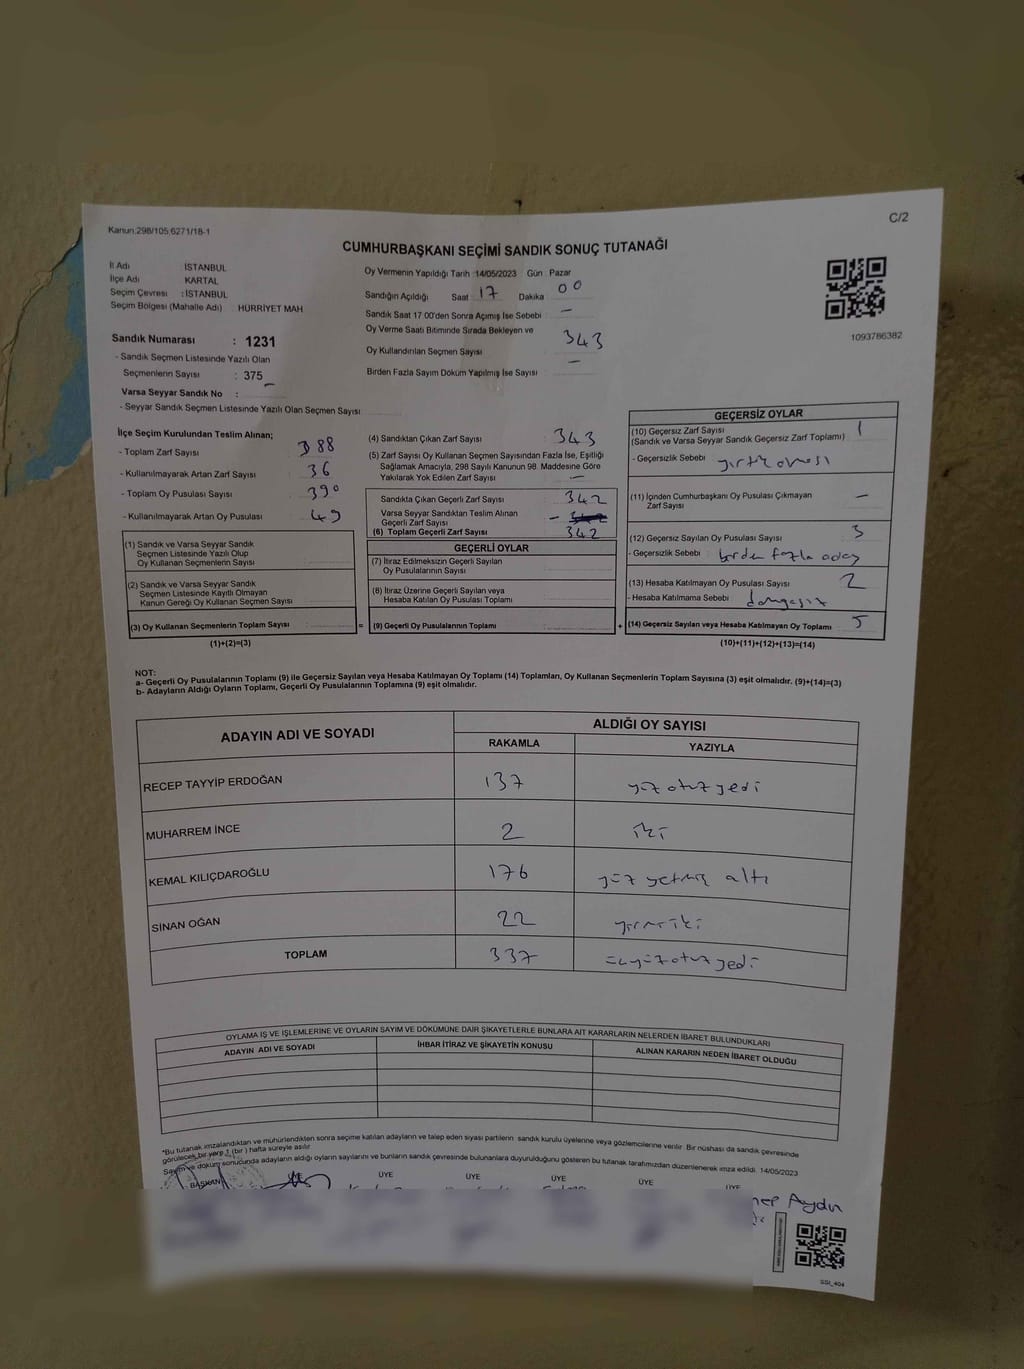 C/2
Kanun:298/105;6271/18-1
CUMHURBAŞKANI SEÇİMİ SANDIK SONUÇ TUTANAĞI
İl Adı İSTANBUL
İlçe Adı KARTAL
Seçim Çevresi : İSTANBUL
Seçim Bölgesi (Mahalle Adı) : HÜRRİYET MAH
Sandık Numarası : 1231
- Sandık Seçmen Listesinde Yazılı Olan
Seçmenlerin Sayısı : 375
Varsa Seyyar Sandık No : -
- Seyyar Sandık Seçmen Listesinde Yazılı Olan Seçmen Sayısı
Oy Vermenin Yapıldığı Tarih :14/05/2023 Gün : Pazar
Sandığın Açıldığı Saat 17 Dakika 00
Sandık Saat 17 00'den Sonra Açımış İse Sebebi -
Oy Verme Saati Bitiminde Sırada Bekleyen ve
Oy Kullandırılan Seçmen Sayısı 343
Birden Fazla Sayım Döküm Yapılmış İse Sayısı -
1093786382
İlçe Seçim Kurulundan Teslim Alınan;
- Toplam Zarf Sayısı 388
- Kullanılmayarak Artan Zarf Sayısı 36
- Toplam Oy Pusulası Sayısı 390
- Kullanılmayarak Artan Oy Pusulası 49
(1) Sandık ve Varsa Seyyar Sandık
Seçmen Listesinde Yazılı Olup
Oy Kullanan Seçmenlerin Sayısı
(2) Sandık ve Varsa Seyyar Sandık
Seçmen Listesinde Kayıtlı Olmayan
Kanun Gereği Oy Kullanan Seçmen Sayısı
(3) Oy Kullanan Seçmenlerin Toplam Sayısı
(1)+(2)=(3)
(4) Sandıktan Çıkan Zarf Sayısı 343
(5) Zarf Sayısı Oy Kullanan Seçmen Sayısından Fazla İse, Eşitliği
Sağlamak Amacıyla, 298 Sayılı Kanunun 98. Maddesine Göre
Yakılarak Yok Edilen Zarf Sayısı -
Sandıkta Çıkan Geçerli Zarf Sayısı 342
Varsa Seyyar Sandıktan Teslim Alınan
Geçerli Zarf Sayısı -
(6) Toplam Geçerli Zarf Sayısı 342
GEÇERLİ OYLAR
(7) İtiraz Edilmeksizin Geçerli Sayılan
Oy Pusulalarının Sayısı
(8) İtiraz Üzerine Geçerli Sayılan veya
Hesaba Katılan Oy Pusulası Toplamı
= (9) Geçerli Oy Pusulalarının Toplamı
GEÇERSİZ OYLAR
(10) Geçersiz Zarf Sayısı 1
(Sandık ve Varsa Seyyar Sandık Geçersiz Zarf Toplamı)
- Geçersizlik Sebebi : yırtık olması
(11) İçinden Cumhurbaşkanı Oy Pusulası Çıkmayan
Zarf Sayısı -
(12) Geçersiz Sayılan Oy Pusulası Sayısı 3
- Geçersizlik Sebebi : birden fazla aday
(13) Hesaba Katılmayan Oy Pusulası Sayısı 2
- Hesaba Katılmama Sebebi : damgasız
+ (14) Geçersiz Sayılan veya Hesaba Katılmayan Oy Toplamı 5
(10)+(11)+(12)+(13)=(14)
NOT:
a- Geçerli Oy Pusulalarının Toplamı (9) ile Geçersiz Sayılan veya Hesaba Katılmayan Oy Toplamı (14) Toplamları, Oy Kullanan Seçmenlerin Toplam Sayısına (3) eşit olmalıdır. (9)+(14)=(3)
b- Adayların Aldığı Oyların Toplamı, Geçerli Oy Pusulalarının Toplamına (9) eşit olmalıdır.
ADAYIN ADI VE SOYADI ALDIĞI OY SAYISI
RAKAMLA YAZIYLA
RECEP TAYYİP ERDOĞAN 137 yüz otuz yedi
MUHARREM İNCE 2 iki
KEMAL KILIÇDAROĞLU 176 yüz yetmiş altı
SİNAN OĞAN 22 yirmi iki
TOPLAM 337 üçyüz otuz yedi
OYLAMA İŞ VE İŞLEMLERİNE VE OYLARIN SAYIM VE DÖKÜMÜNE DAİR ŞİKAYETLERLE BUNLARA AİT KARARLARIN NELERDEN İBARET BULUNDUKLARI
ADAYIN ADI VE SOYADI İHBAR İTİRAZ VE ŞİKAYETİN KONUSU ALINAN KARARIN NEDEN İBARET OLDUĞU
*Bu tutanak imzalandıktan ve mühürlendikten sonra seçime katılan adayların ve talep eden siyasi partilerin sandık kurulu üyelerine veya gözlemcilerine verilir. Bir nüshası da sandık çevresinde
görülecek bir yere 1 (bir) hafta süreyle asılır.
Sayım ve döküm sonucunda adayların aldığı oyların sayılarını ve bunların sandık çevresinde bulunanlara duyurulduğunu gösteren bu tutanak tarafımızdan düzenlenerek imza edildi. 14/05/2023
BAŞKAN ÜYE ÜYE ÜYE ÜYE ÜYE ÜYE
Aydın
SSI_404